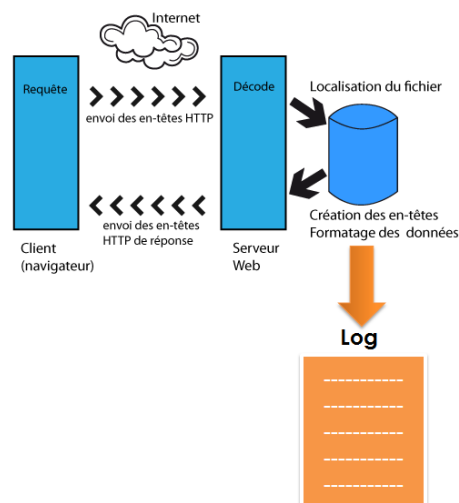 Internet
Requête
Décode
Localisation du fichier
envoi des en-têtes HTTP
envoi des en-têtes
HTTP de réponse
Création des en-têtes
Formatage des données
Client
(navigateur)
Serveur
Web
Log